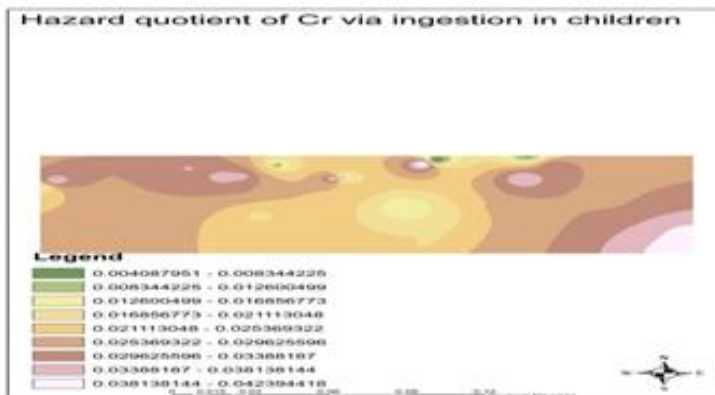 Hazard quotient of Cr via ingestion in children
Legend
0.004087951 - 0.008344225
0.008344225 - 0.012600499
0.012600499 - 0.016856773
0.016856773 - 0.021113048
0.021113048 - 0.025369322
0.025369322 - 0.029625596
0.029625596 - 0.03388187
0.03388187 - 0.038138144
0.038138144 - 0.042394418
N